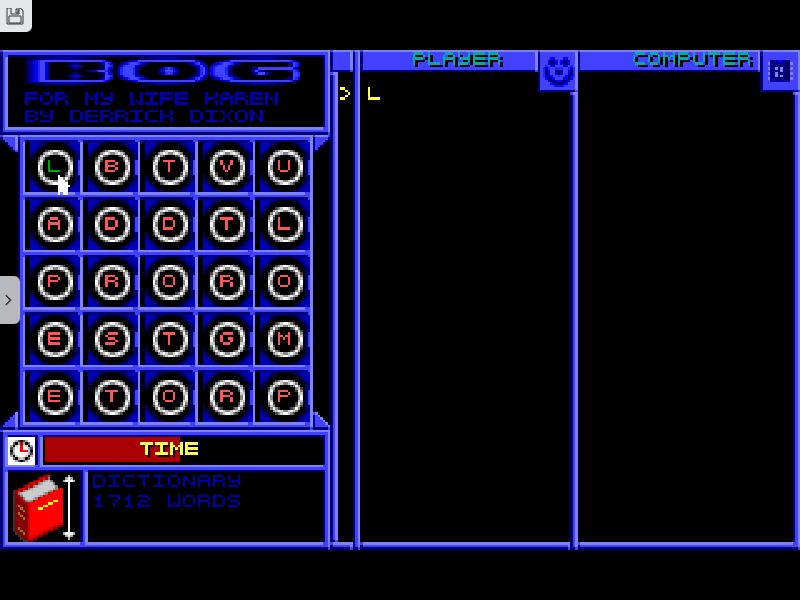 BOG
FOR MY WIFE KAREN
BY DERRICK DIXON
PLAYER
COMPUTER
L
L B T V U
A D D T L
P R O R O
E S T G M
E T O R P
TIME
DICTIONARY
1712 WORDS